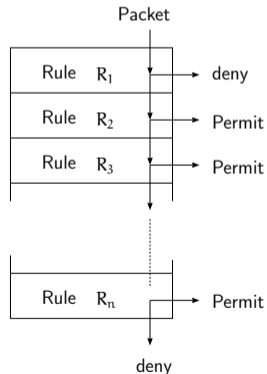 Packet
Rule R₁ deny
Rule R₂ Permit
Rule R₃ Permit
Rule Rₙ Permit
deny